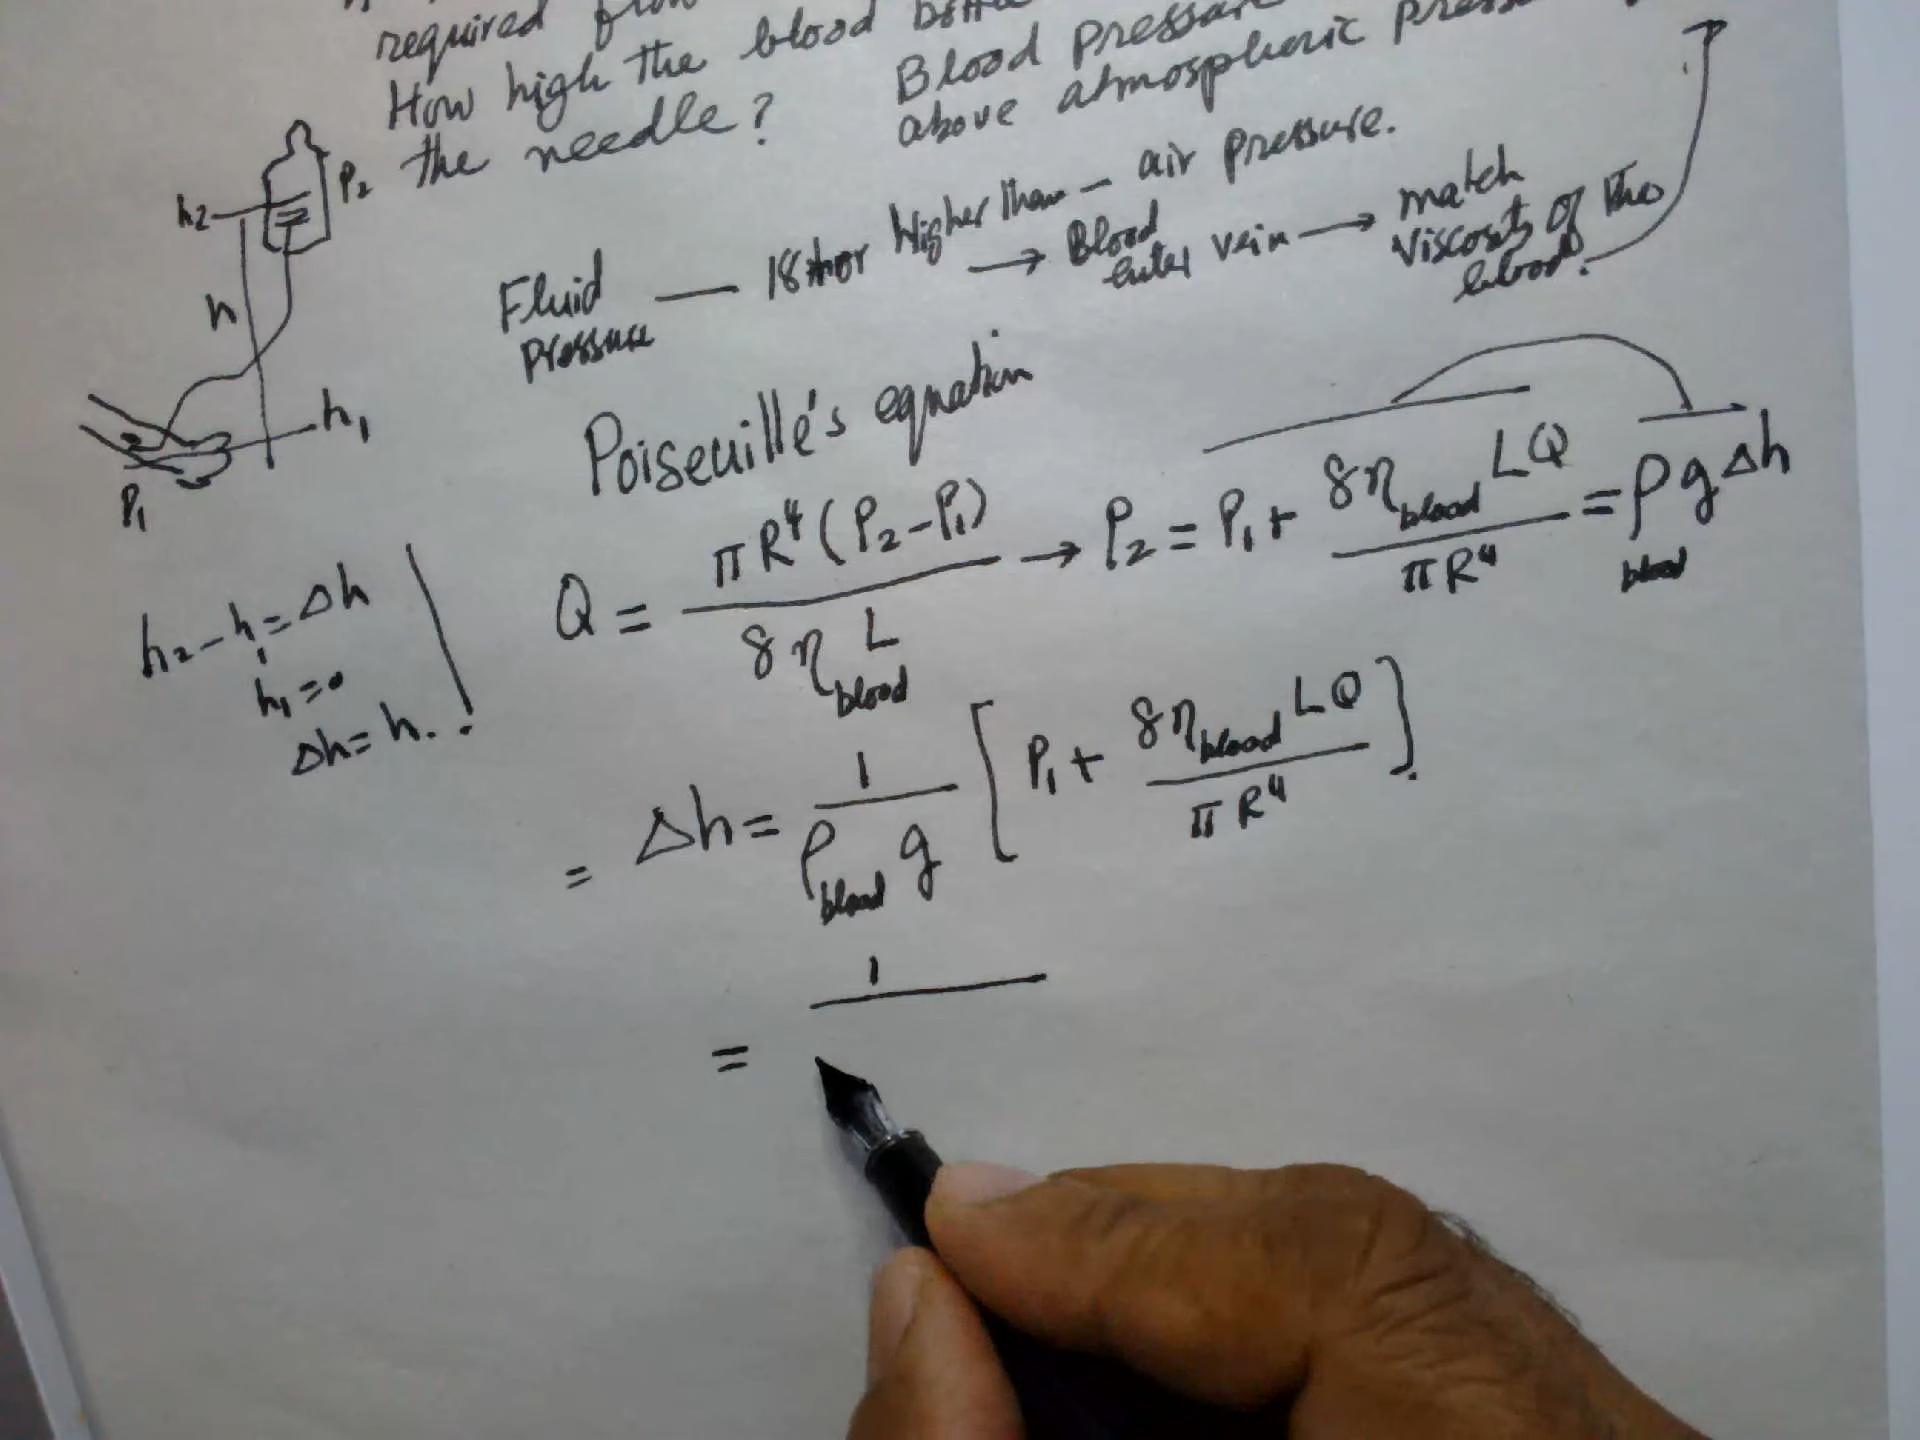 required from
How high the blood
the needle?
Blood pressure
above atmospheric
h2
P2
h
h1
P1
Fluid pressure — 18 torr Higher than — air pressure.
→ Blood enter vein → match viscosity of the blood.
Poiseuille's equation
Q = πR⁴(P₂−P₁) / 8η_blood L → P₂ = P₁ + 8η_blood LQ / πR⁴ = ρ_blood g Δh
h₂−h₁=Δh
h₁=0
Δh=h.
= Δh = 1 / ρ_blood g [P₁ + 8η_blood LQ / πR⁴].
= 1